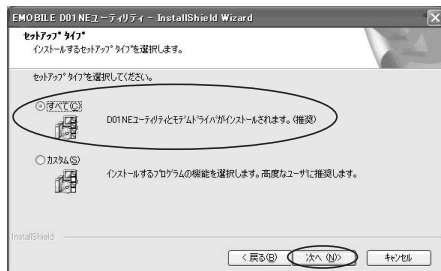 EMOBILE D01NEユーティリティ - InstallShield Wizard
セットアップ タイプ
インストールするセットアップ タイプを選択します。
セットアップ タイプを選択してください。
すべて(C)
D01NEユーティリティとモデムドライバがインストールされます。(推奨)
カスタム(S)
インストールするプログラムの機能を選択します。高度なユーザに推奨します。
InstallShield
< 戻る(B)
次へ (N)>
キャンセル